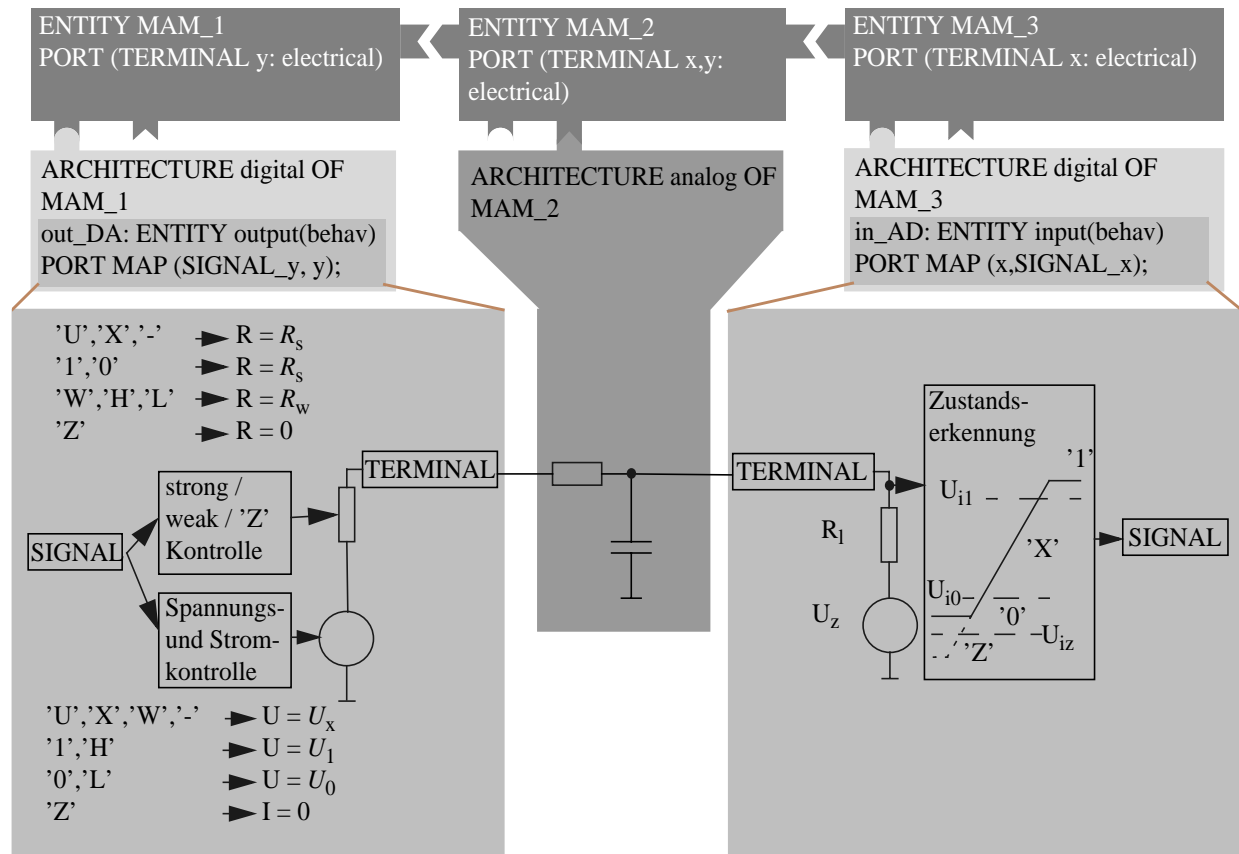 ENTITY MAM_1
PORT (TERMINAL y: electrical)
ENTITY MAM_2
PORT (TERMINAL x,y:
electrical)
ENTITY MAM_3
PORT (TERMINAL x: electrical)
ARCHITECTURE digital OF
MAM_1
out_DA: ENTITY output(behav)
PORT MAP (SIGNAL_y, y);
ARCHITECTURE analog OF
MAM_2
ARCHITECTURE digital OF
MAM_3
in_AD: ENTITY input(behav)
PORT MAP (x,SIGNAL_x);
’U’,’X’,’-’ R = Rs
’1’,’0’ R = Rs
’W’,’H’,’L’ R = Rw
’Z’ R = 0
TERMINAL
strong /
weak / ’Z’
Kontrolle
SIGNAL
Spannungs-
und Strom-
kontrolle
’U’,’X’,’W’,’-’ U = Ux
’1’,’H’ U = U1
’0’,’L’ U = U0
’Z’ I = 0
TERMINAL
Rl
Uz
Zustands-
erkennung
’1’
Ui1
’X’
Ui0
’0’
Uiz
’Z’
SIGNAL